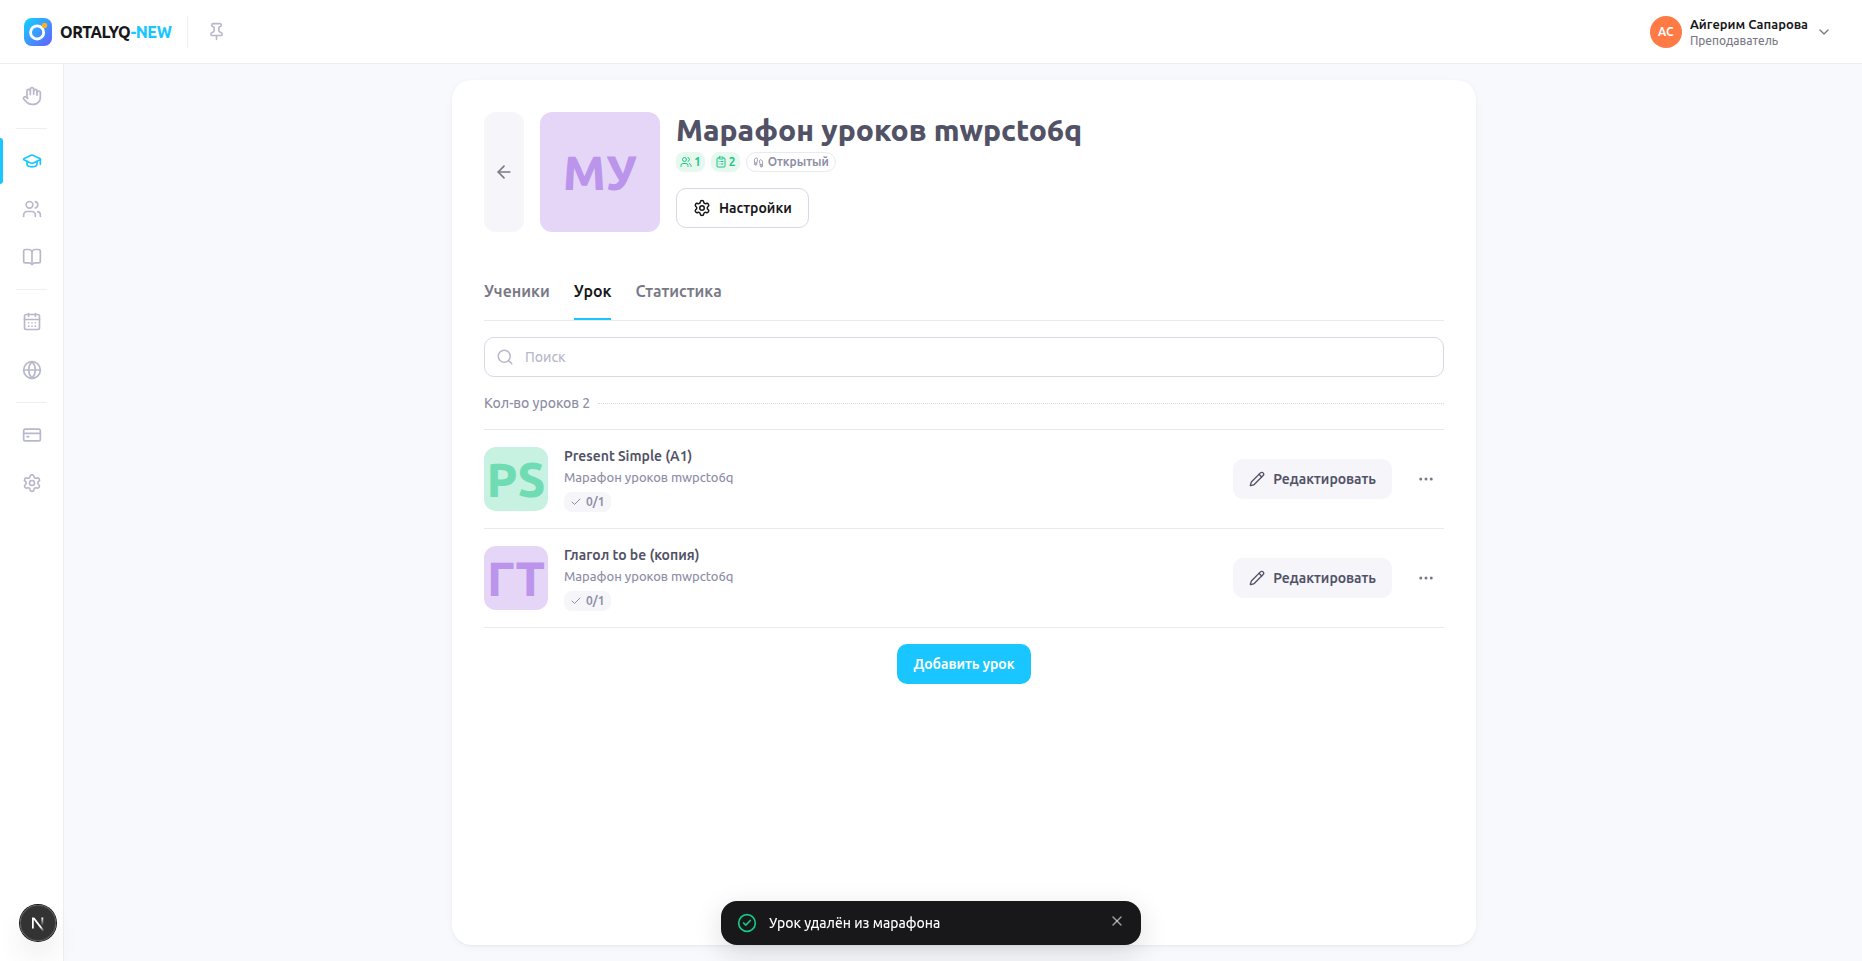 ORTALYQ-NEW
АС
Айгерим Сапарова
Преподаватель
МУ
Марафон уроков mwpcto6q
1
2
Открытый
Настройки
Ученики
Урок
Статистика
Поиск
Кол-во уроков 2
PS
Present Simple (A1)
Марафон уроков mwpcto6q
0/1
Редактировать
ГТ
Глагол to be (копия)
Марафон уроков mwpcto6q
0/1
Редактировать
Добавить урок
N
Урок удалён из марафона